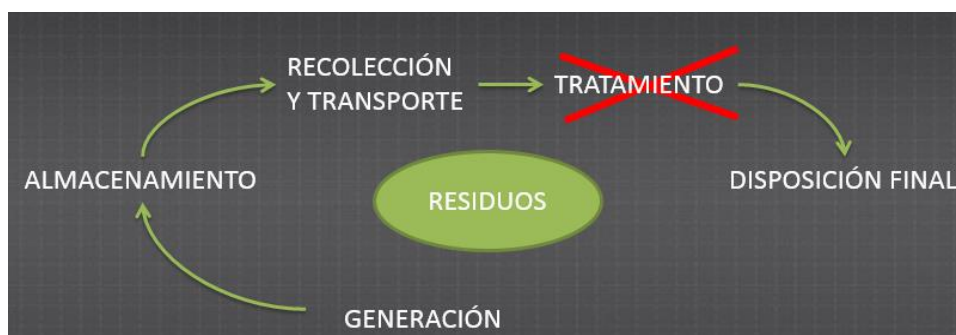 RECOLECCIÓN
Y TRANSPORTE
TRATAMIENTO
ALMACENAMIENTO
RESIDUOS
DISPOSICIÓN FINAL
GENERACIÓN